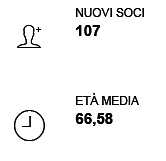 NUOVI SOCI
107
ETÀ MEDIA
66,58